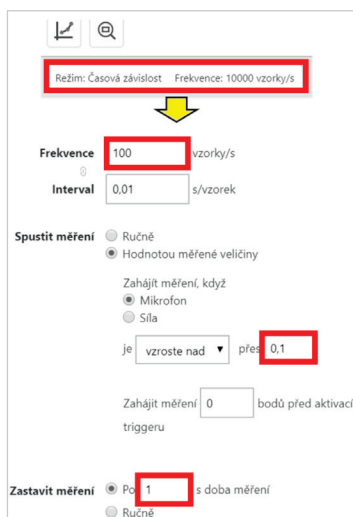 Režim: Časová závislost Frekvence: 10000 vzorky/s
Frekvence 100 vzorky/s
Interval 0,01 s/vzorek
Spustit měření Ručně
Hodnotou měřené veličiny
Zahájit měření, když
Mikrofon
Síla
je vzroste nad přes 0,1
Zahájit měření 0 bodů před aktivací
triggeru
Zastavit měření Po 1 s doba měření
Ručně